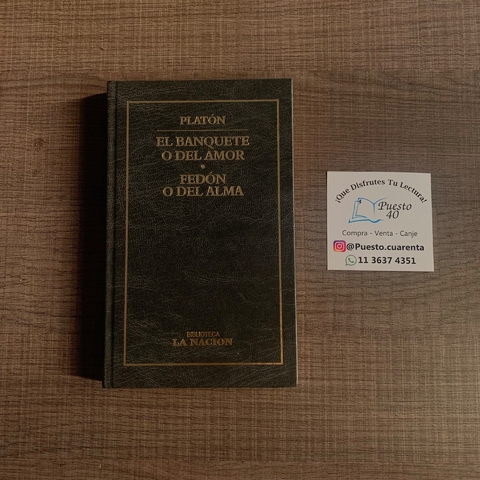 PLATÓN
EL BANQUETE
O DEL AMOR
•
FEDÓN
O DEL ALMA
BIBLIOTECA
LA NACION
¡Que Disfrutes Tu Lectura!
Puesto
40
Compra - Venta - Canje
@Puesto.cuarenta
11 3637 4351